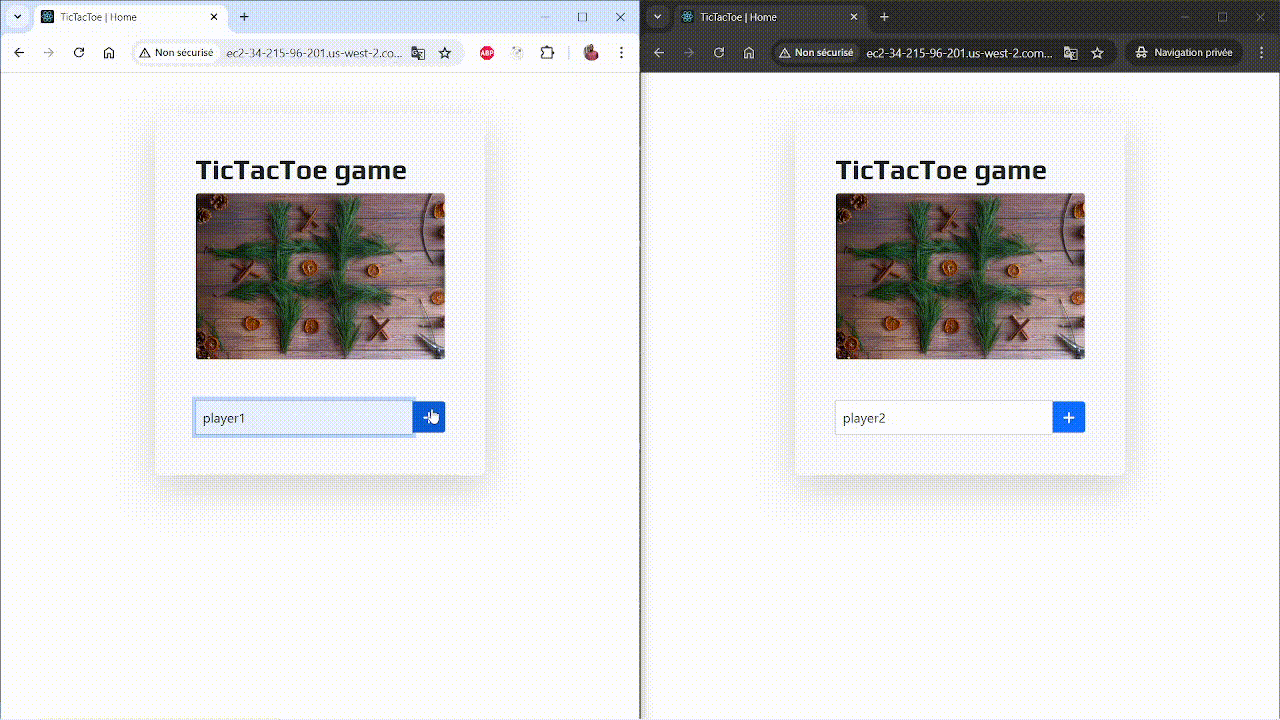 TicTacToe | Home
Non sécurisé
ec2-34-215-96-201.us-west-2.co...
ABP
TicTacToe game
player1
TicTacToe | Home
Non sécurisé
ec2-34-215-96-201.us-west-2.com...
Navigation privée
TicTacToe game
player2